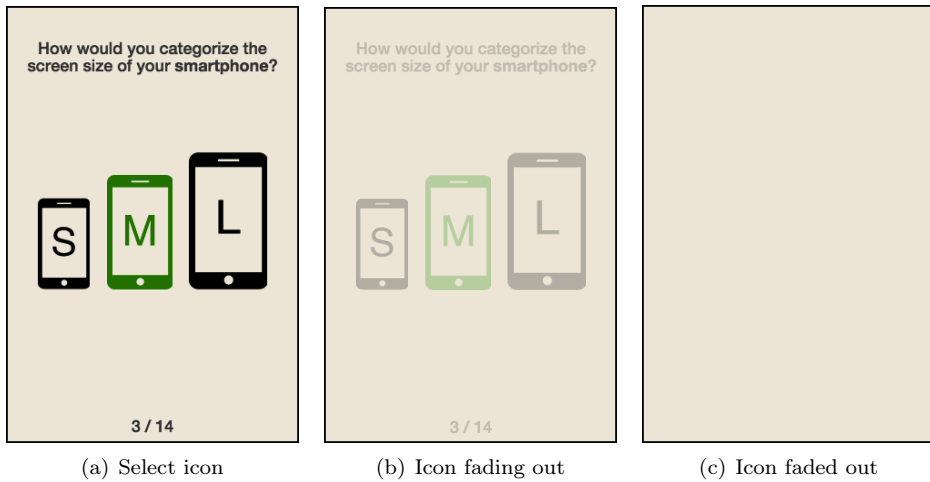 How would you categorize the
screen size of your smartphone?
S
M
L
3 / 14
(a) Select icon
How would you categorize the
screen size of your smartphone?
S
M
L
3 / 14
(b) Icon fading out
(c) Icon faded out